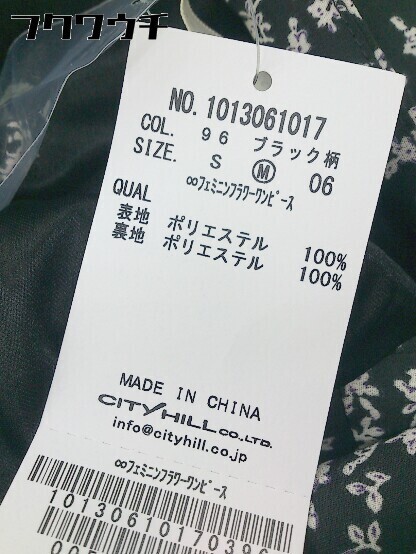 フクウクウチ
NO. 1013061017
COL. 96 ブラック柄
SIZE. S Ⓜ 06
∞フェミニンフラワーワンピース
QUAL
表地 ポリエステル 100%
裏地 ポリエステル 100%
MADE IN CHINA
CITY HILL CO.,LTD.
info@cityhill.co.jp
∞フェミニンフラワーワンピース